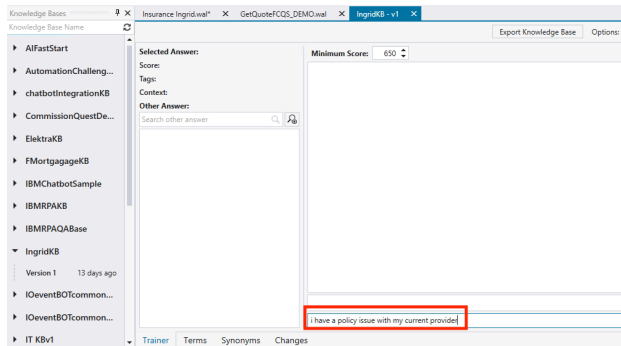 Knowledge Bases
Knowledge Base Name
AIFastStart
AutomationChalleng...
chatbotIntegrationKB
CommissionQuestDe...
ElektraKB
FMortgagageKB
IBMChatbotSample
IBMRPAKB
IBMRPAQABase
IngridKB
Version 1 13 days ago
IOeventBOTcommon...
IOeventBOTcommon...
IT KBv1
Insurance Ingrid.wal* X GetQuoteFCQS_DEMO.wal X IngridKB - v1 X
Export Knowledge Base Options:
Selected Answer:
Score:
Tags:
Context:
Other Answer:
Search other answer
Minimum Score: 650
i have a policy issue with my current provider
Trainer Terms Synonyms Changes